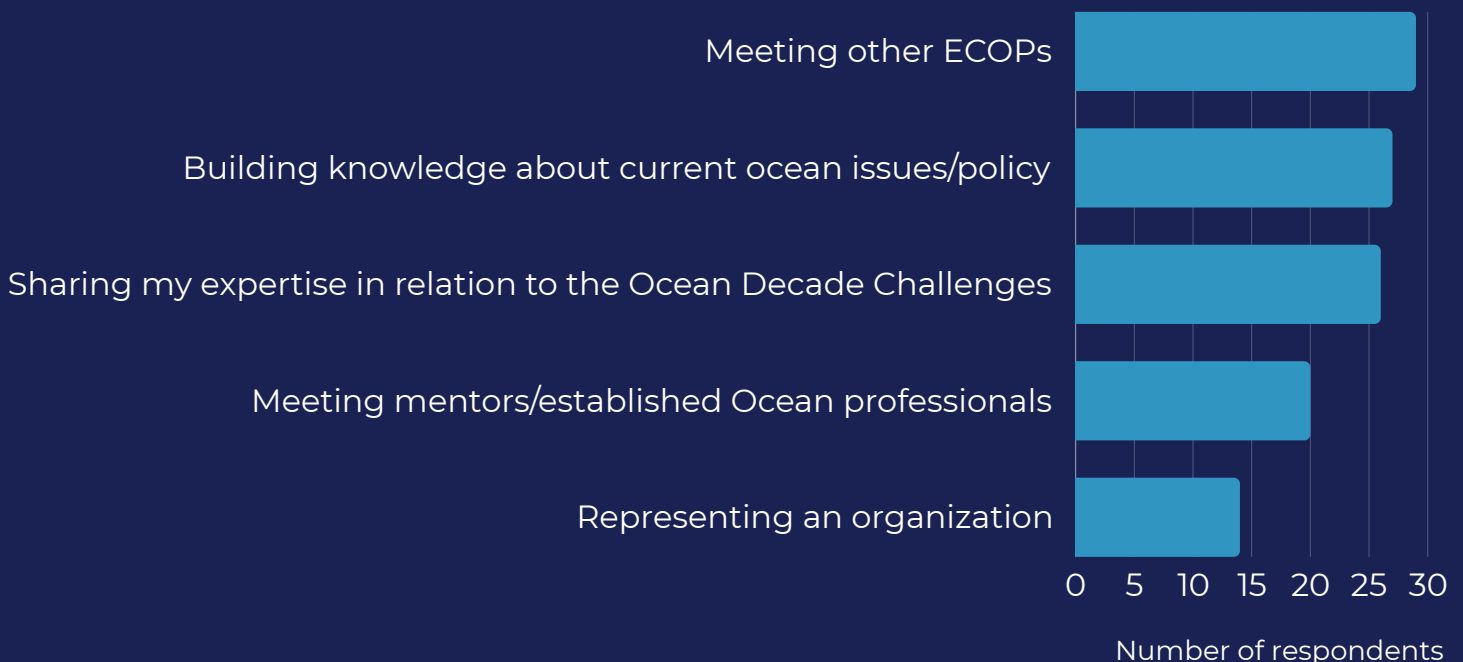 Meeting other ECOPs
Building knowledge about current ocean issues/policy
Sharing my expertise in relation to the Ocean Decade Challenges
Meeting mentors/established Ocean professionals
Representing an organization
0 5 10 15 20 25 30
Number of respondents